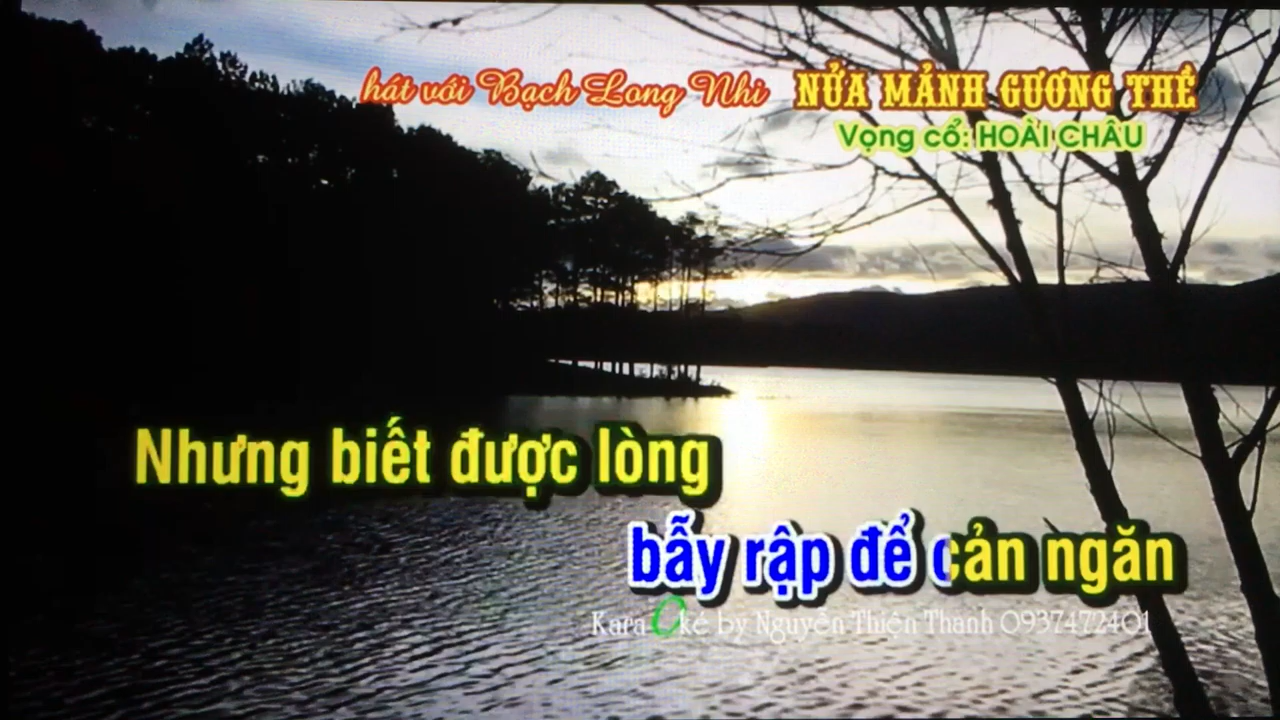 hát với Bạch Long Nhi NỬA MẢNH GƯƠNG THỀ
Vọng cổ: HOÀI CHÂU
Nhưng biết được lòng
bẫy rập để cản ngăn
KaraOké by Nguyễn Thiện Thanh 0937472401